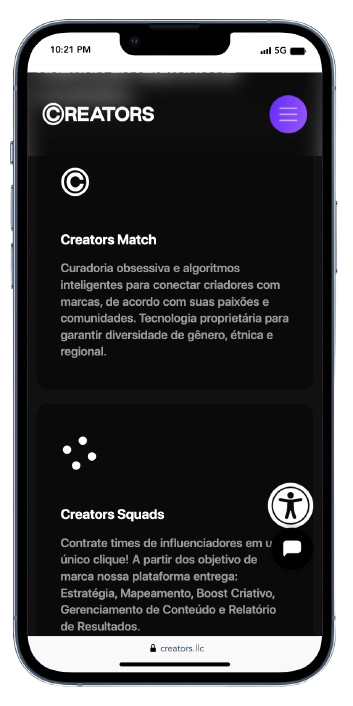 10:21 PM 5G
©REATORS
©
Creators Match
Curadoria obsessiva e algoritmos
inteligentes para conectar criadores com
marcas, de acordo com suas paixões e
comunidades. Tecnologia proprietária para
garantir diversidade de gênero, étnica e
regional.
Creators Squads
Contrate times de influenciadores em
único clique! A partir dos objetivo de
marca nossa plataforma entrega:
Estratégia, Mapeamento, Boost Criativo,
Gerenciamento de Conteúdo e Relatório
de Resultados.
creators.llc